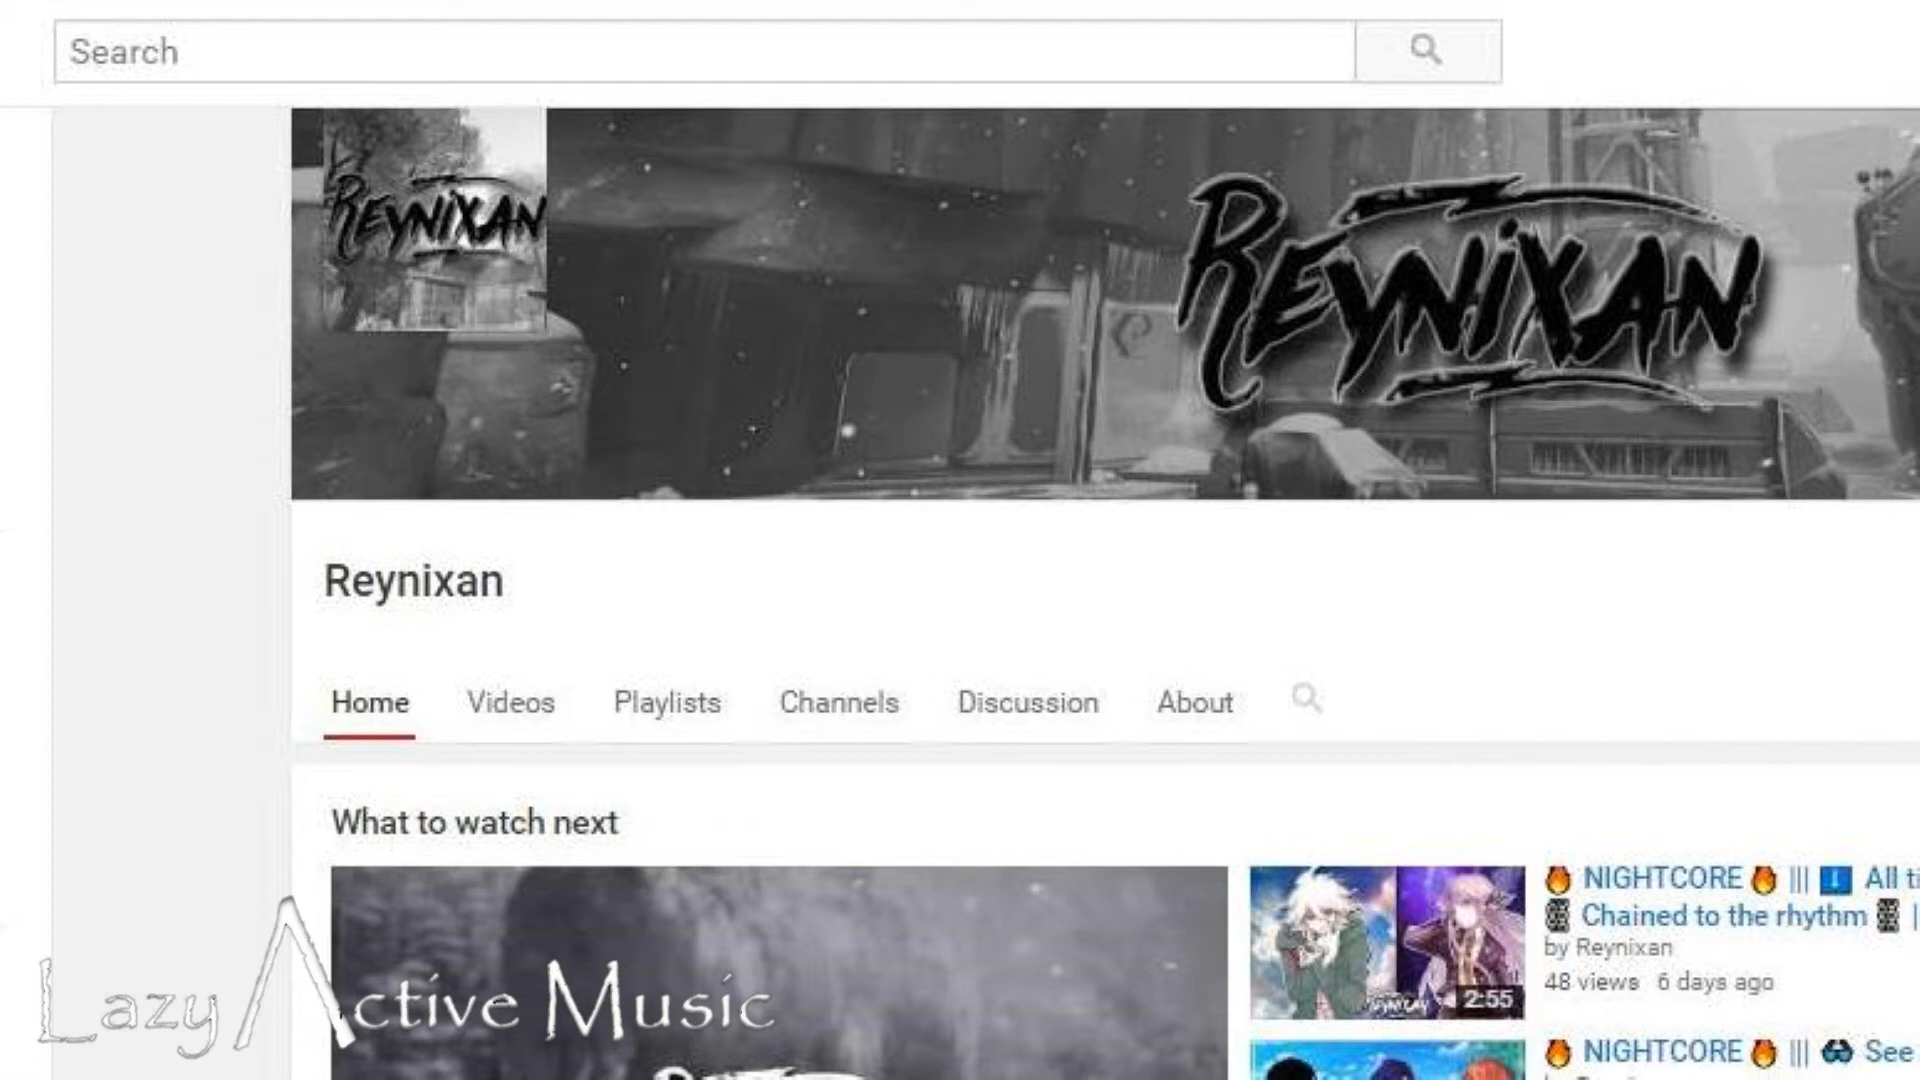 Search
REYNIXAN
REYNIXAN
Reynixan
Home Videos Playlists Channels Discussion About
What to watch next
🔥 NIGHTCORE 🔥 ||| ⬇️ All
⛓ Chained to the rhythm ⛓ |
by Reynixan
48 views 6 days ago
REYNIXAN
2:55
🔥 NIGHTCORE 🔥 ||| 🕶 See
Lazy Active Music